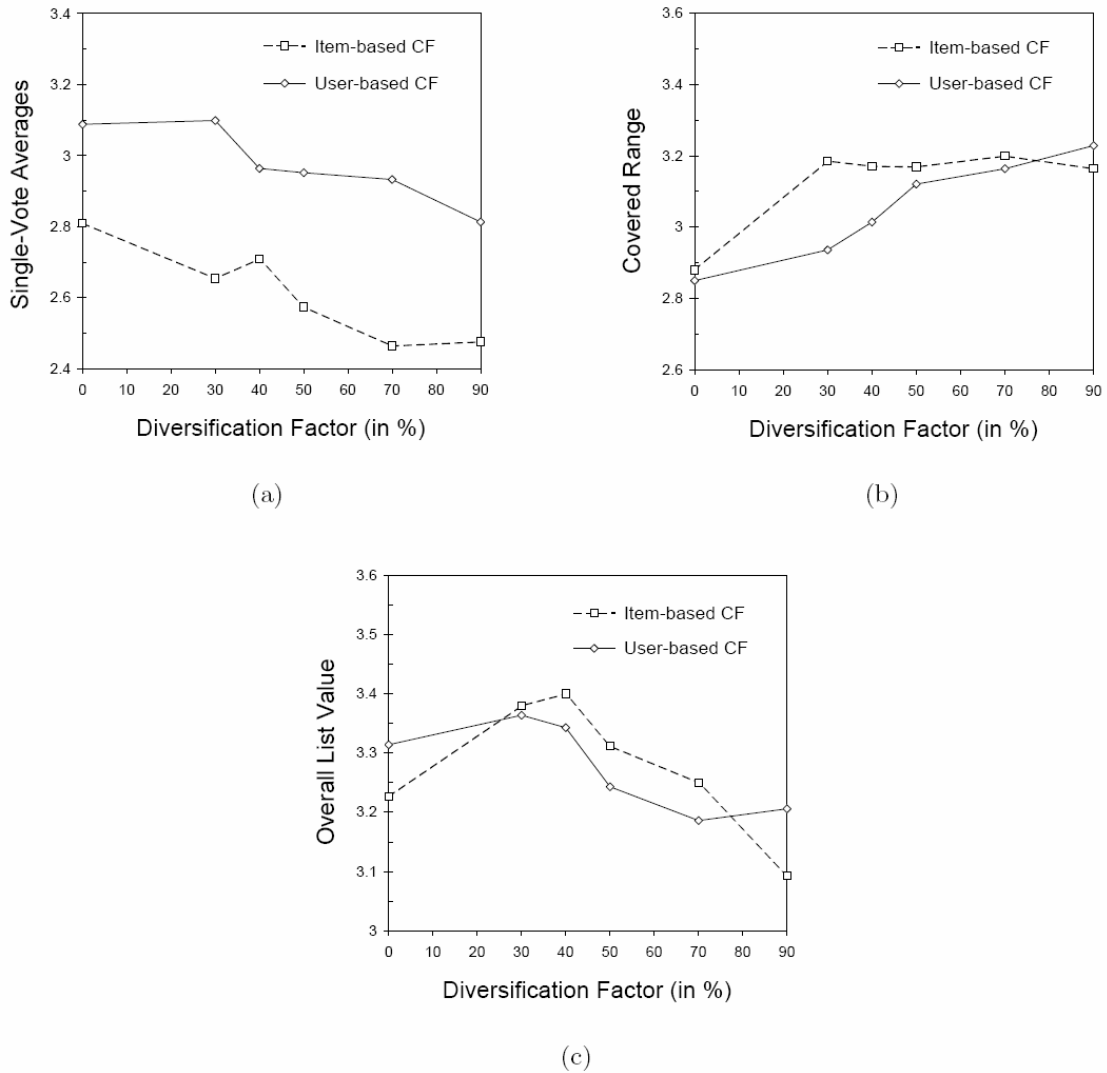 3.4
3.2
3
2.8
2.6
2.4
Single-Vote Averages
Item-based CF
User-based CF
0 10 20 30 40 50 60 70 80 90
Diversification Factor (in %)
(a)
3.6
3.4
3.2
3
2.8
2.6
Covered Range
Item-based CF
User-based CF
0 10 20 30 40 50 60 70 80 90
Diversification Factor (in %)
(b)
3.6
3.5
3.4
3.3
3.2
3.1
3
Overall List Value
Item-based CF
User-based CF
0 10 20 30 40 50 60 70 80 90
Diversification Factor (in %)
(c)